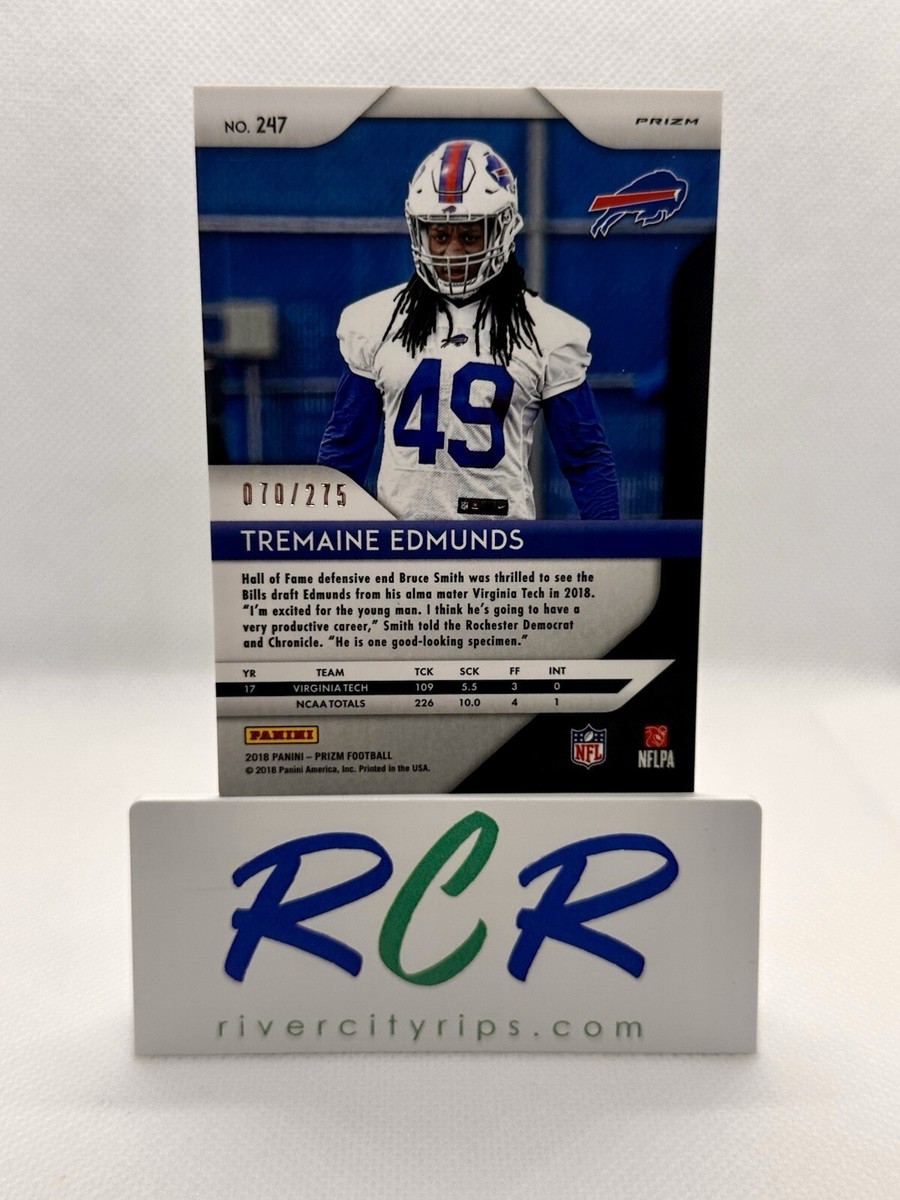 NO. 247
PRIZM
49
070/275
TREMAINE EDMUNDS
Hall of Fame defensive end Bruce Smith was thrilled to see the
Bills draft Edmunds from his alma mater Virginia Tech in 2018.
“I’m excited for the young man. I think he’s going to have a
very productive career,” Smith told the Rochester Democrat
and Chronicle. “He is one good-looking specimen.”
YR TEAM TCK SCK FF INT
17 VIRGINIA TECH 109 5.5 3 0
NCAA TOTALS 226 10.0 4 1
PANINI
2018 PANINI – PRIZM FOOTBALL
© 2018 Panini America, Inc. Printed in the USA.
NFL
NFLPA
RCR
rivercityrips.com